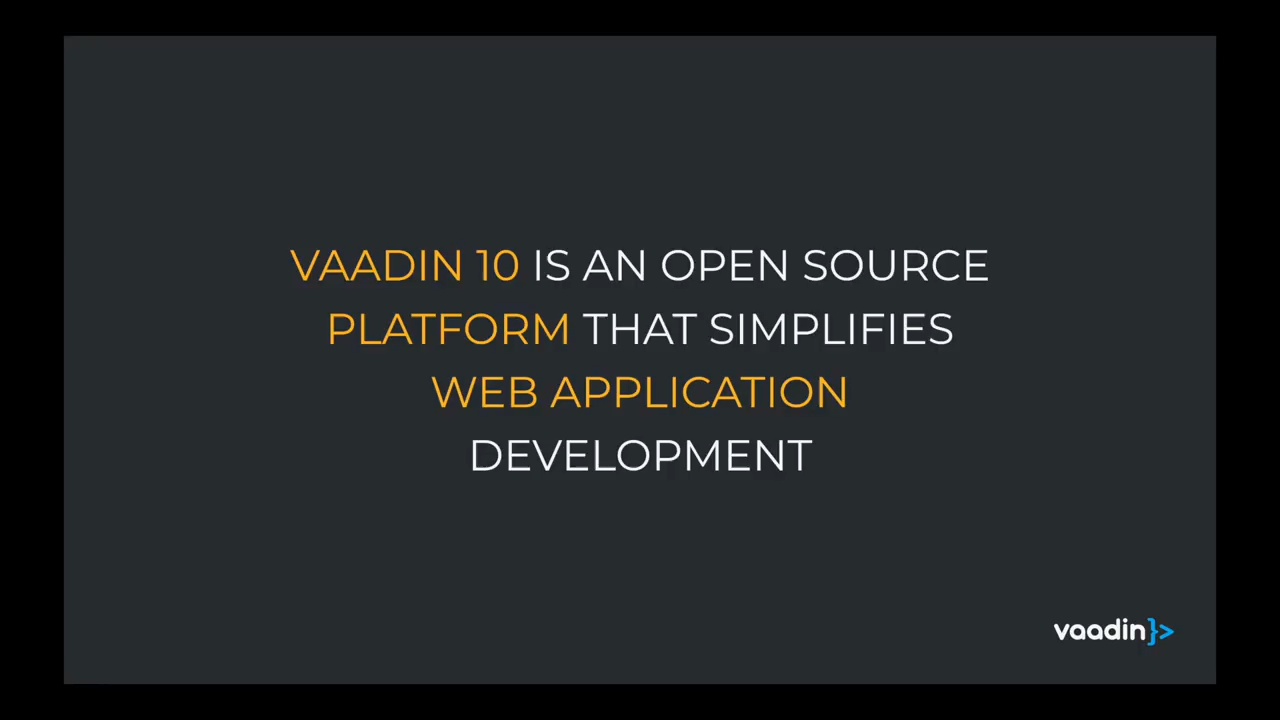 VAADIN 10 IS AN OPEN SOURCE
PLATFORM THAT SIMPLIFIES
WEB APPLICATION
DEVELOPMENT
vaadin}>